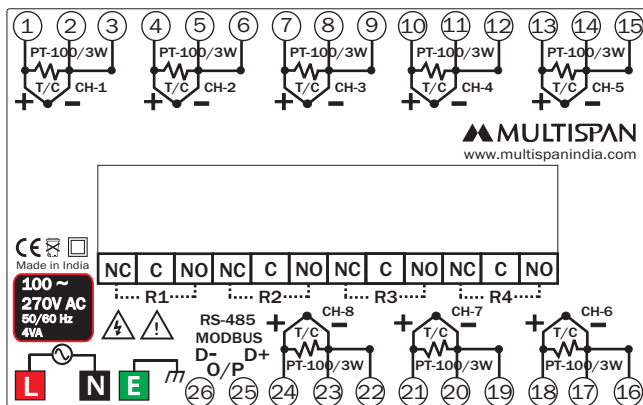 1 2 3 4 5 6 7 8 9 10 11 12 13 14 15
PT-100/3W PT-100/3W PT-100/3W PT-100/3W PT-100/3W
+ T/C − CH-1 + T/C − CH-2 + T/C − CH-3 + T/C − CH-4 + T/C − CH-5
MULTISPAN
www.multispanindia.com
CE
Made in India
NC C NO NC C NO NC C NO NC C NO
R1 R2 R3 R4
100 ~
270V AC
50/60 Hz
4VA
RS-485
MODBUS
D- D+
O/P
CH-8 CH-7 CH-6
+ T/C − + T/C − + T/C −
PT-100/3W PT-100/3W PT-100/3W
L N E
26 25 24 23 22 21 20 19 18 17 16